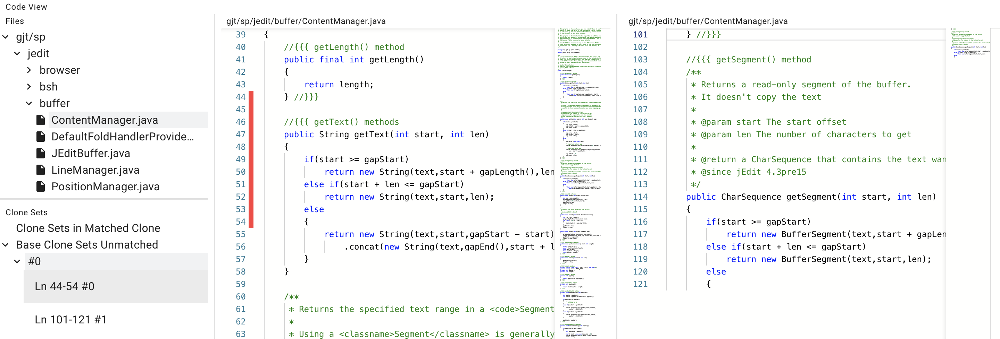 Code View
Files
gjt/sp
jedit
browser
bsh
buffer
ContentManager.java
DefaultFoldHandlerProvide...
JEditBuffer.java
LineManager.java
PositionManager.java
Clone Sets
Clone Sets in Matched Clone
Base Clone Sets Unmatched
#0
Ln 44-54 #0
Ln 101-121 #1
gjt/sp/jedit/buffer/ContentManager.java
39 {
40 //{{{ getLength() method
41 public final int getLength()
42 {
43 return length;
44 } //}}}
45
46 //{{{ getText() methods
47 public String getText(int start, int len)
48 {
49 if(start >= gapStart)
50 return new String(text,start + gapLength(),len
51 else if(start + len <= gapStart)
52 return new String(text,start,len);
53 else
54 {
55 return new String(text,start,gapStart - start)
56 .concat(new String(text,gapEnd(),start + l
57 }
58 }
59
60 /**
61 * Returns the specified text range in a <code>Segment
62 *
63 * Using a <classname>Segment</classname> is generally
gjt/sp/jedit/buffer/ContentManager.java
101 } //}}}
102
103 //{{{ getSegment() method
104 /**
105 * Returns a read-only segment of the buffer.
106 * It doesn't copy the text
107 *
108 * @param start The start offset
109 * @param len The number of characters to get
110 *
111 * @return a CharSequence that contains the text wan
112 * @since jEdit 4.3pre15
113 */
114 public CharSequence getSegment(int start, int len)
115 {
116 if(start >= gapStart)
117 return new BufferSegment(text,start + gapLen
118 else if(start + len <= gapStart)
119 return new BufferSegment(text,start,len);
120 else
121 {